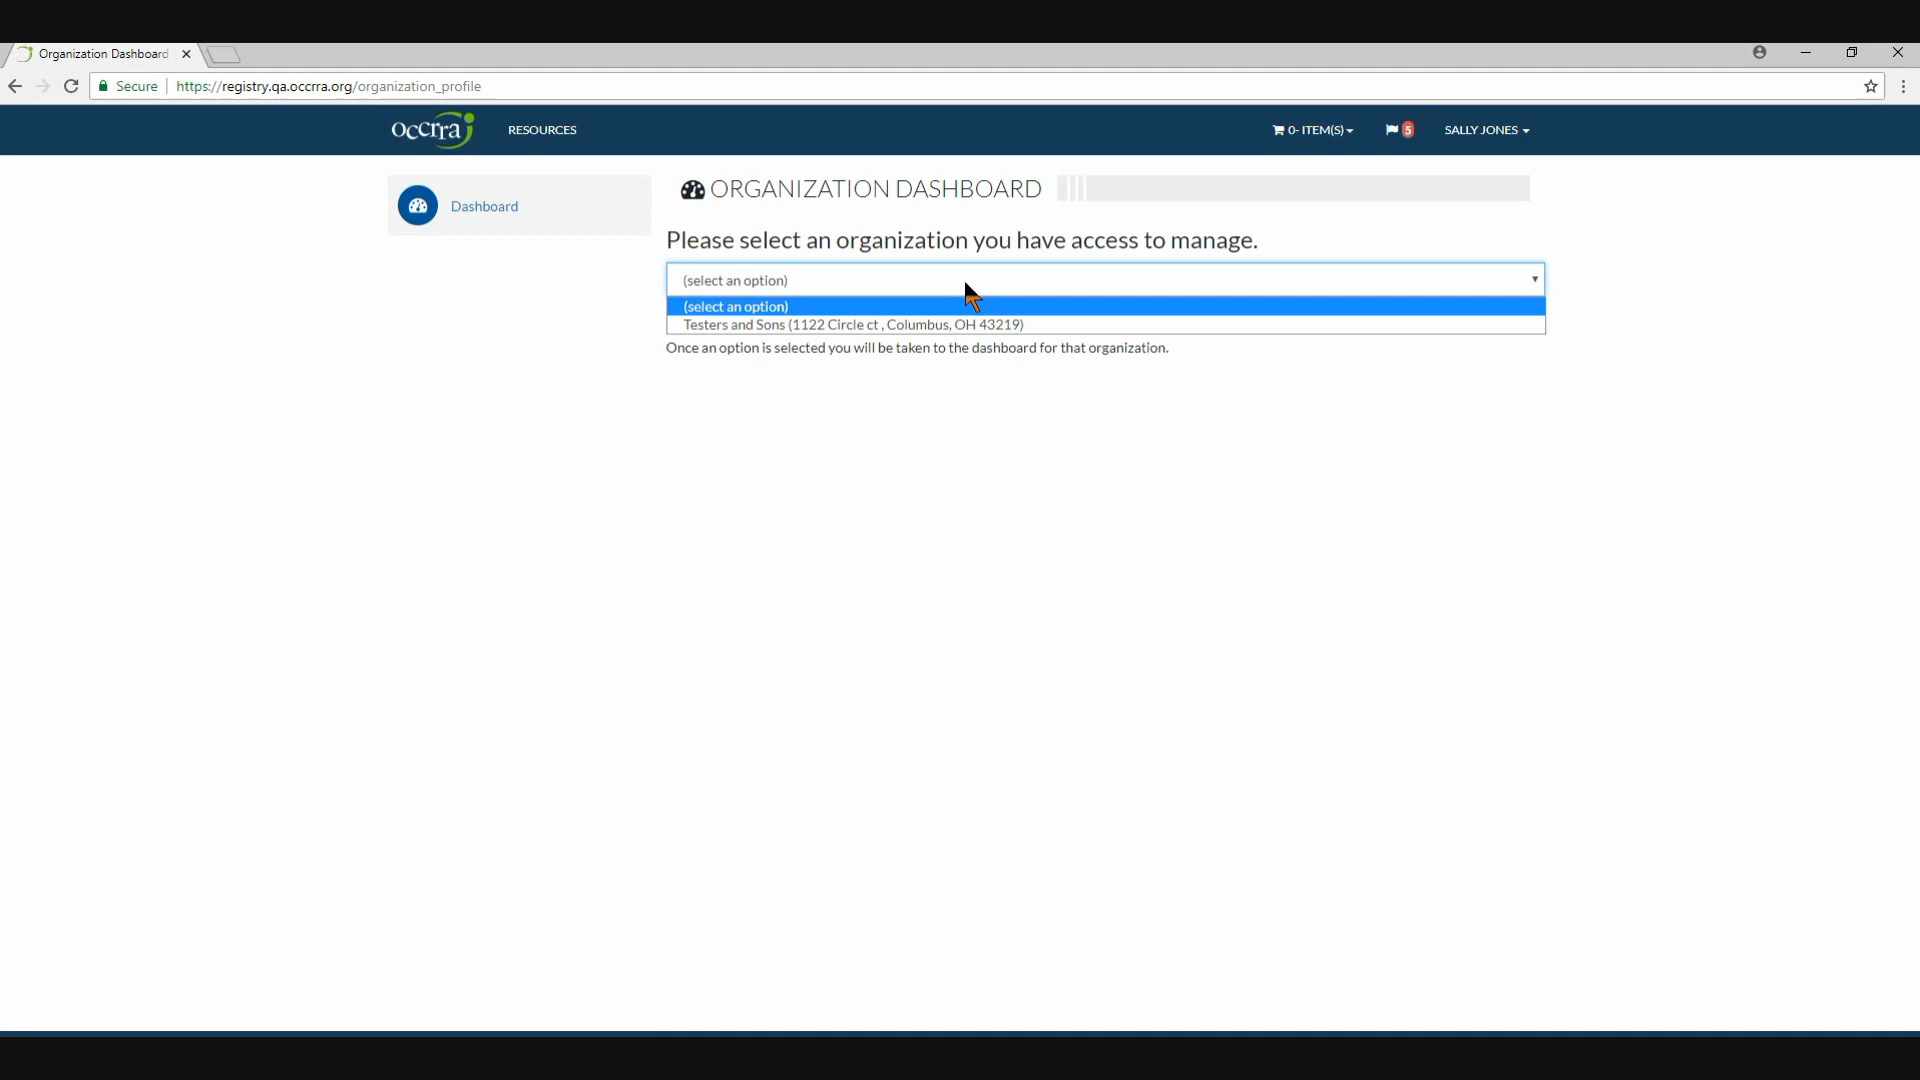 Organization Dashboard
Secure https://registry.qa.occrra.org/organization_profile
occrra RESOURCES 0- ITEM(S) 5 SALLY JONES
Dashboard
ORGANIZATION DASHBOARD
Please select an organization you have access to manage.
(select an option)
(select an option)
Testers and Sons (1122 Circle ct , Columbus, OH 43219)
Once an option is selected you will be taken to the dashboard for that organization.